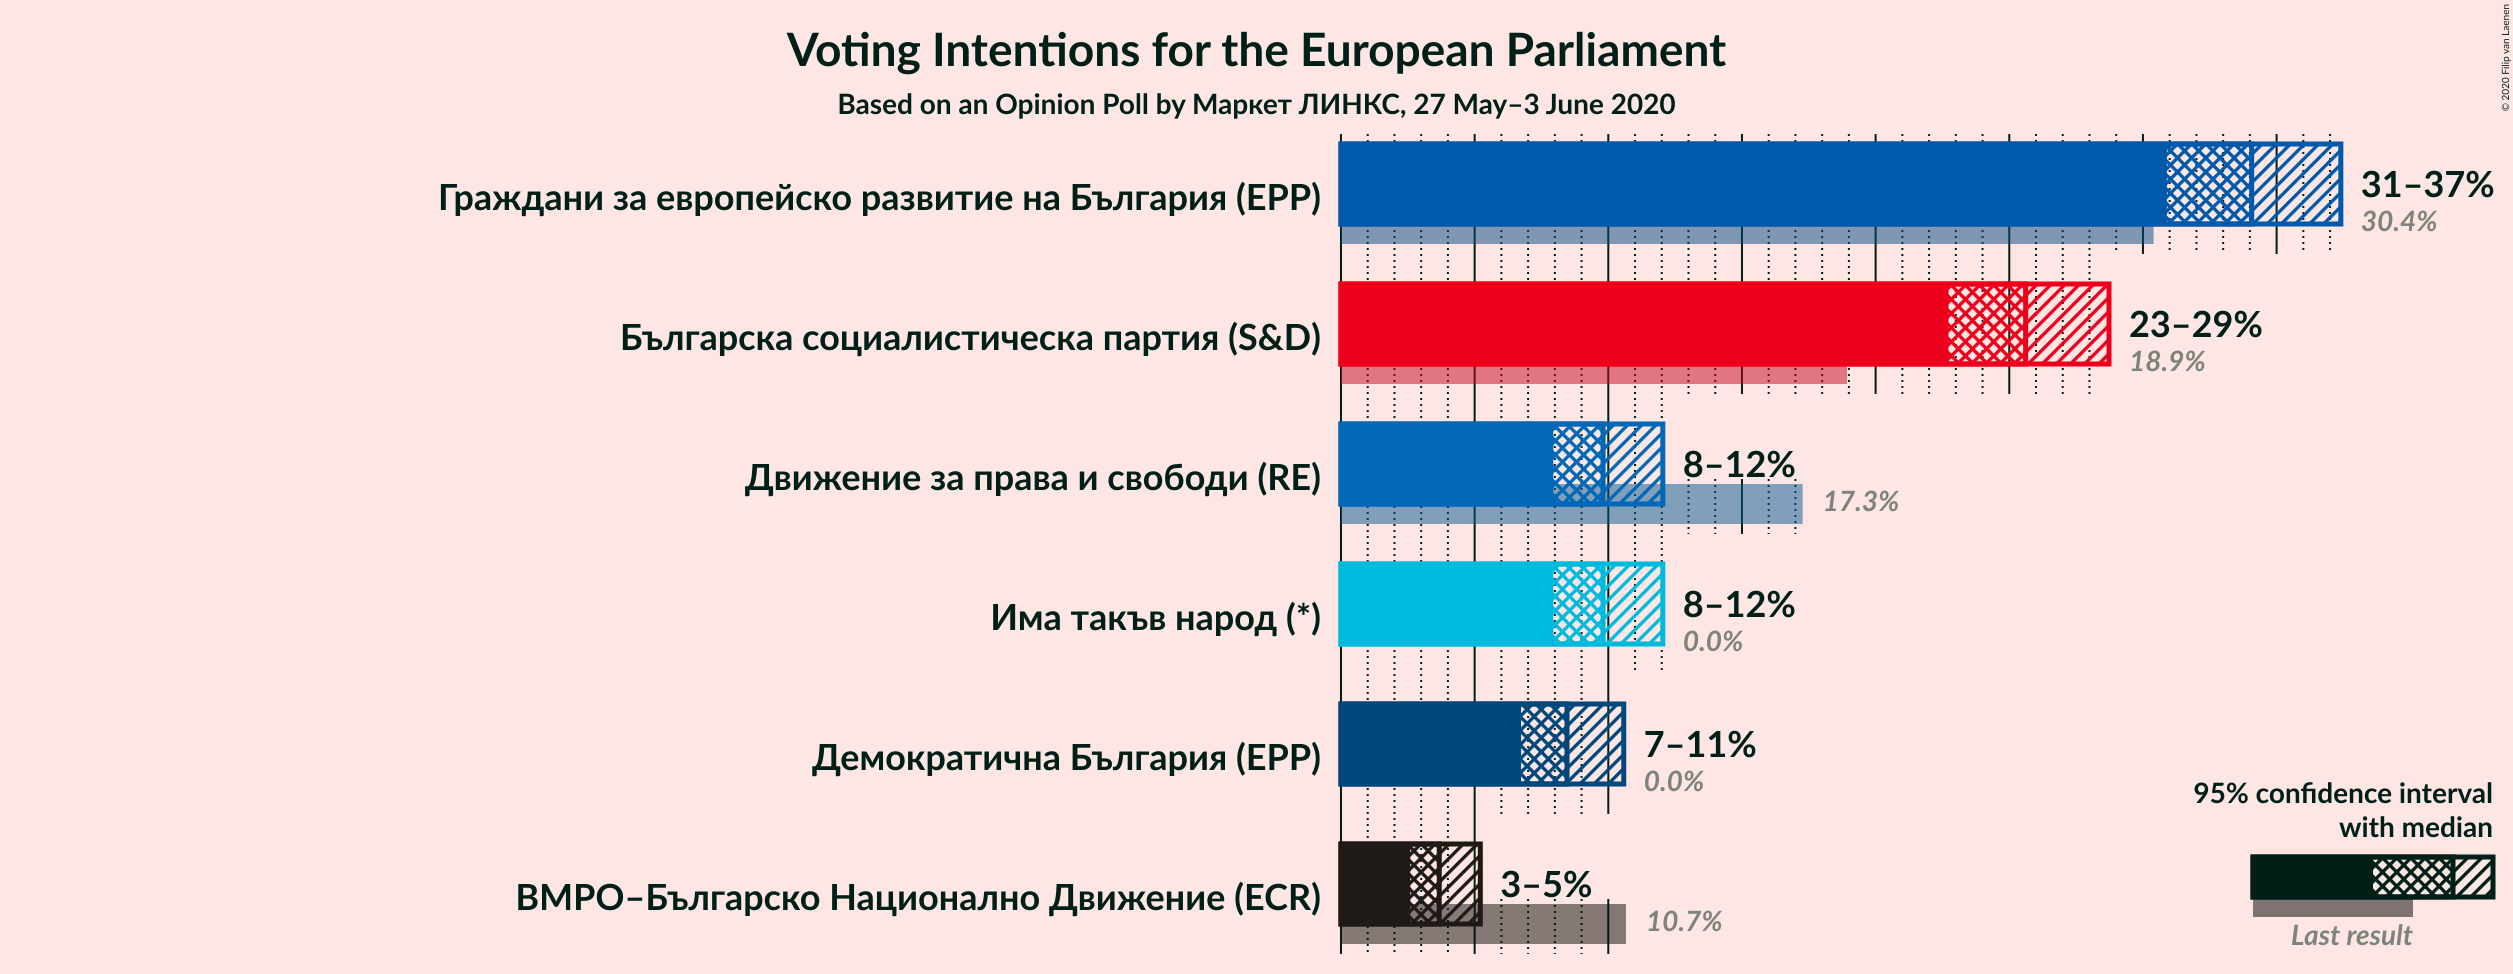 Voting Intentions for the European Parliament
Based on an Opinion Poll by Маркет ЛИНКС, 27 May–3 June 2020
© 2020 Filip van Laenen
Граждани за европейско развитие на България (EPP)
31–37%
30.4%
Българска социалистическа партия (S&D)
23–29%
18.9%
Движение за права и свободи (RE)
8–12%
17.3%
Има такъв народ (*)
8–12%
0.0%
Демократична България (EPP)
7–11%
0.0%
ВМРО–Българско Национално Движение (ECR)
3–5%
10.7%
95% confidence interval
with median
Last result